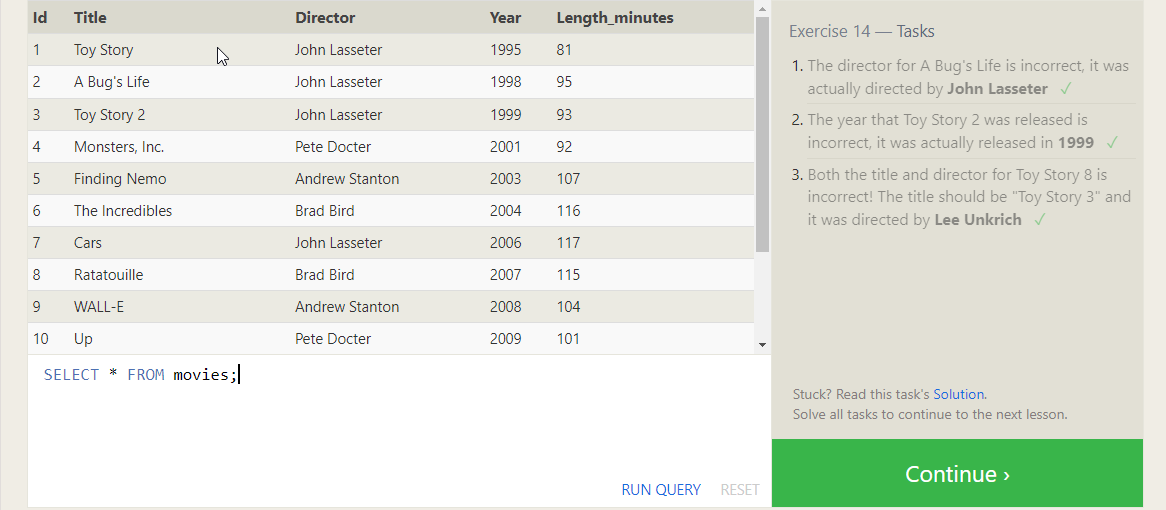 Id Title Director Year Length_minutes
1 Toy Story John Lasseter 1995 81
2 A Bug's Life John Lasseter 1998 95
3 Toy Story 2 John Lasseter 1999 93
4 Monsters, Inc. Pete Docter 2001 92
5 Finding Nemo Andrew Stanton 2003 107
6 The Incredibles Brad Bird 2004 116
7 Cars John Lasseter 2006 117
8 Ratatouille Brad Bird 2007 115
9 WALL-E Andrew Stanton 2008 104
10 Up Pete Docter 2009 101
SELECT * FROM movies;
RUN QUERY RESET
Exercise 14 — Tasks
1. The director for A Bug's Life is incorrect, it was
actually directed by John Lasseter ✓
2. The year that Toy Story 2 was released is
incorrect, it was actually released in 1999 ✓
3. Both the title and director for Toy Story 8 is
incorrect! The title should be "Toy Story 3" and
it was directed by Lee Unkrich ✓
Stuck? Read this task's Solution.
Solve all tasks to continue to the next lesson.
Continue ›